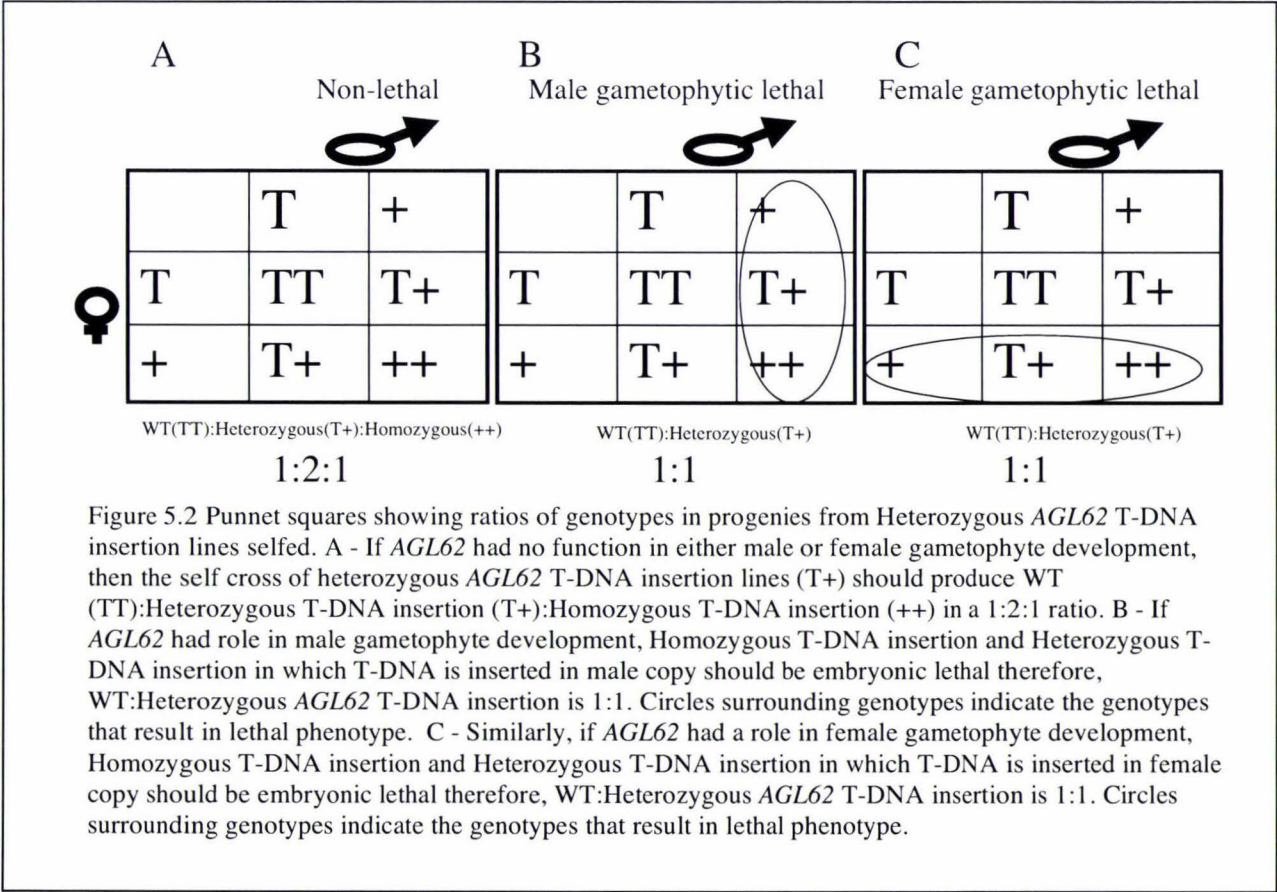 A B C
Non-lethal Male gametophytic lethal Female gametophytic lethal
T + T + T +
T TT T+ T TT T+ T TT T+
+ T+ ++ + T+ ++ + T+ ++
WT(TT):Heterozygous(T+):Homozygous(++) WT(TT):Heterozygous(T+) WT(TT):Heterozygous(T+)
1:2:1 1:1 1:1
Figure 5.2 Punnet squares showing ratios of genotypes in progenies from Heterozygous AGL62 T-DNA
insertion lines selfed. A - If AGL62 had no function in either male or female gametophyte development,
then the self cross of heterozygous AGL62 T-DNA insertion lines (T+) should produce WT
(TT):Heterozygous T-DNA insertion (T+):Homozygous T-DNA insertion (++) in a 1:2:1 ratio. B - If
AGL62 had role in male gametophyte development, Homozygous T-DNA insertion and Heterozygous T-
DNA insertion in which T-DNA is inserted in male copy should be embryonic lethal therefore,
WT:Heterozygous AGL62 T-DNA insertion is 1:1. Circles surrounding genotypes indicate the genotypes
that result in lethal phenotype. C - Similarly, if AGL62 had a role in female gametophyte development,
Homozygous T-DNA insertion and Heterozygous T-DNA insertion in which T-DNA is inserted in female
copy should be embryonic lethal therefore, WT:Heterozygous AGL62 T-DNA insertion is 1:1. Circles
surrounding genotypes indicate the genotypes that result in lethal phenotype.